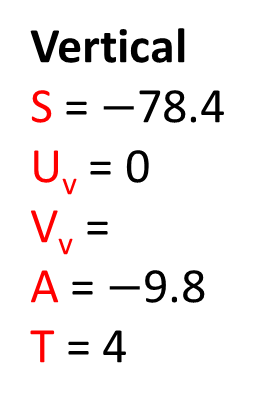 Vertical
S = −78.4
Uᵥ = 0
Vᵥ =
A = −9.8
T = 4